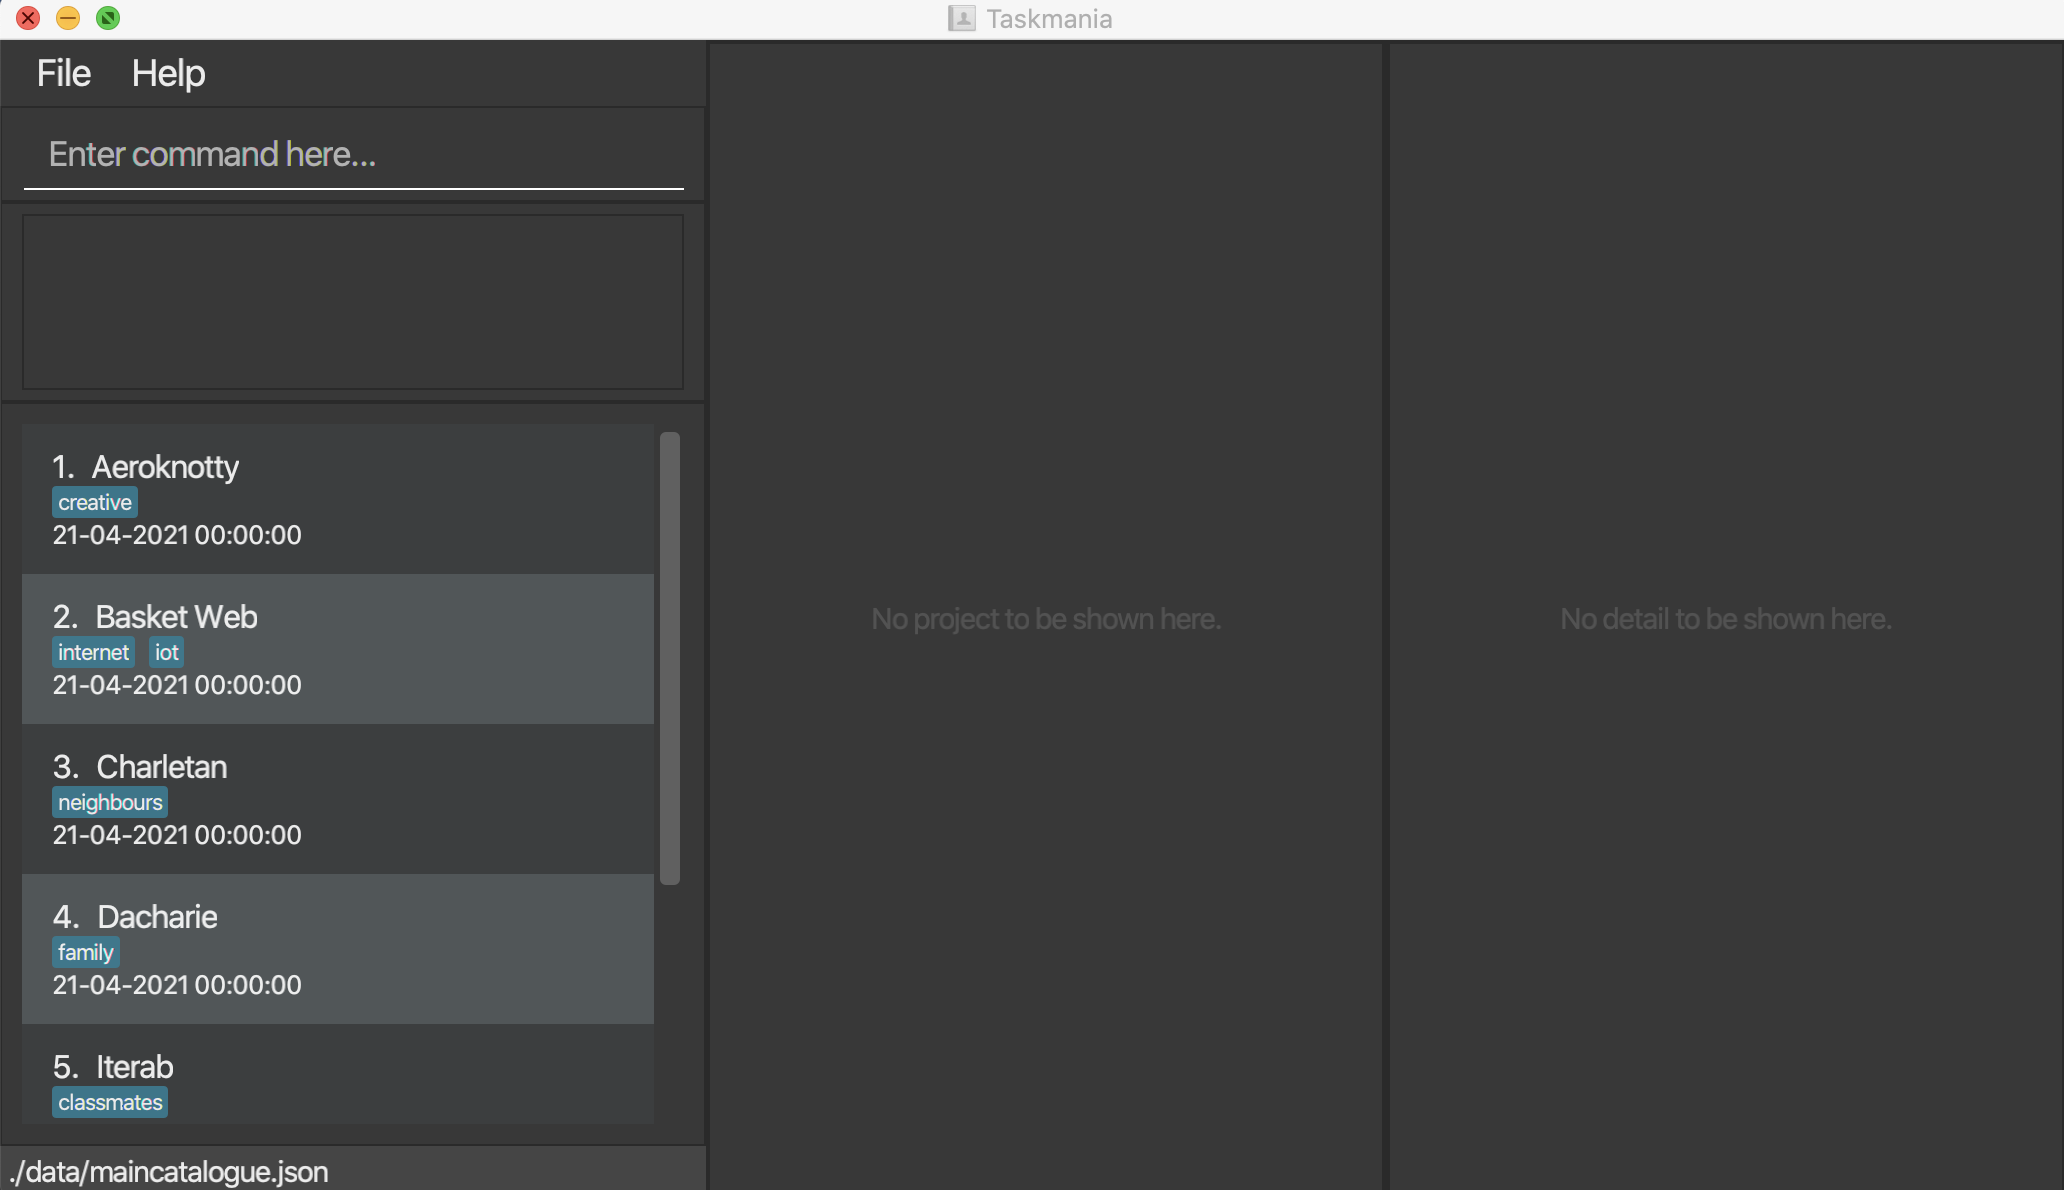 Taskmania
File Help
Enter command here...
1. Aeroknotty
creative
21-04-2021 00:00:00
2. Basket Web
internet iot
21-04-2021 00:00:00
3. Charletan
neighbours
21-04-2021 00:00:00
4. Dacharie
family
21-04-2021 00:00:00
5. Iterab
classmates
./data/maincatalogue.json
No project to be shown here.
No detail to be shown here.